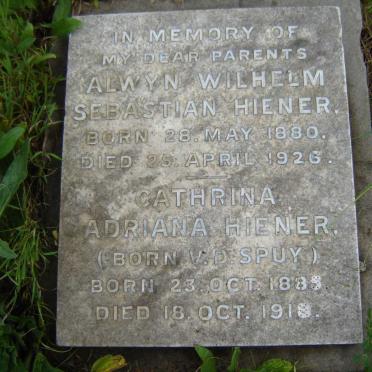 IN MEMORY OF
MY DEAR PARENTS
ALWYN WILHELM
SEBASTIAN HIENER.
BORN 28. MAY 1880.
DIED 25. APRIL 1926.
CATHRINA
ADRIANA HIENER.
(BORN V.D SPUY.)
BORN 23. OCT.
DIED 18. OCT.